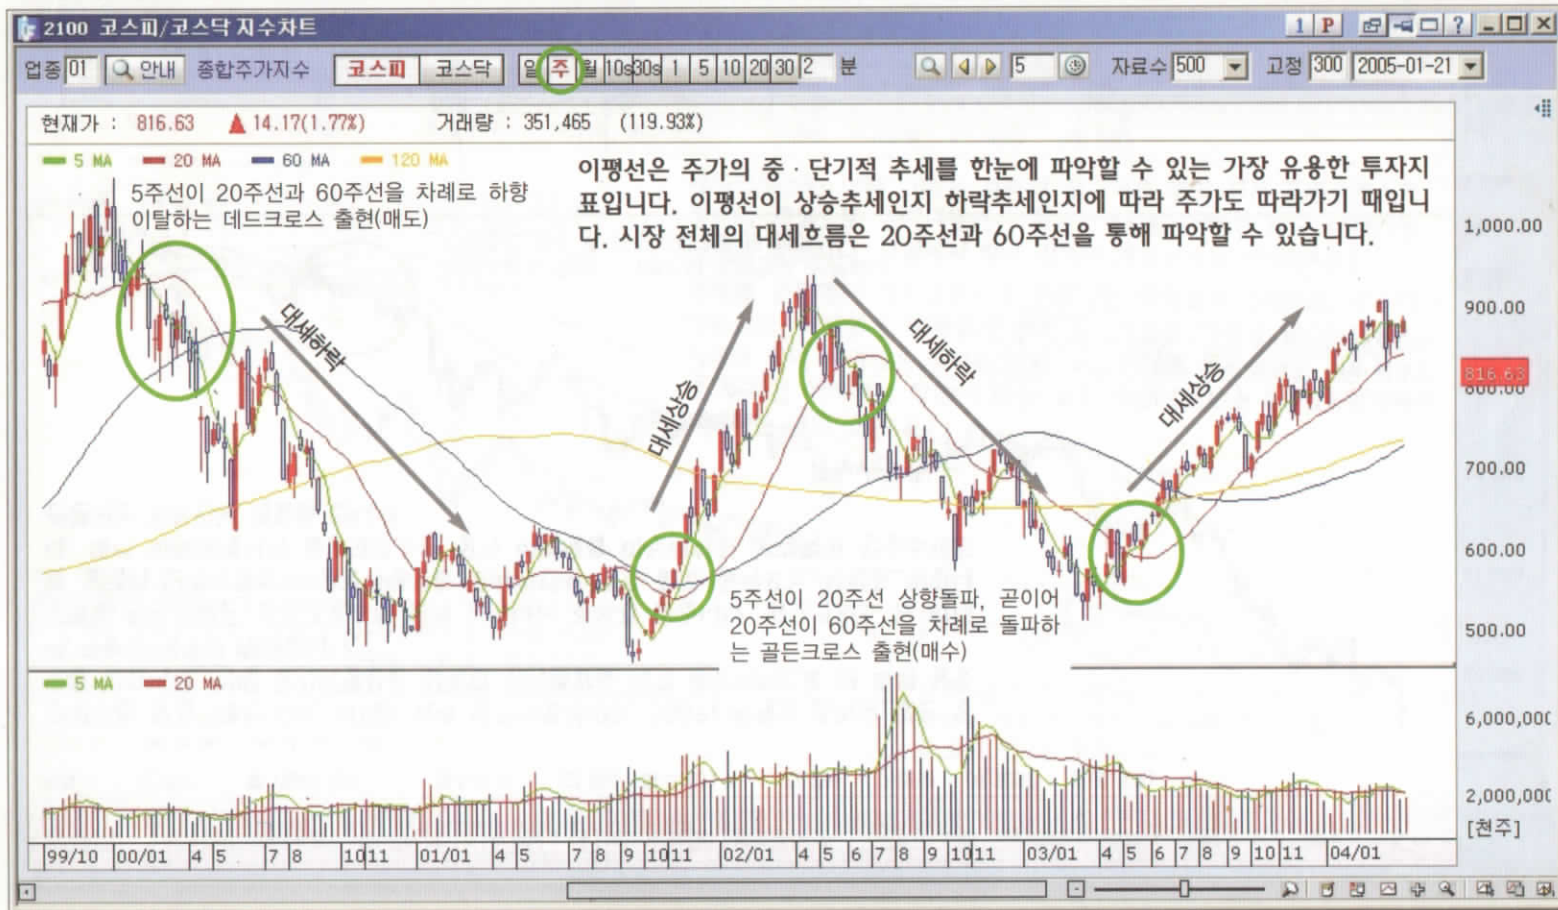 2100 코스피/코스닥 지수차트
1 P ?
업종 01 안내 종합주가지수 코스피 코스닥 일 주 월 10s 30s 1 5 10 20 30 2 분 5 자료수 500 고정 300 2005-01-21
현재가 : 816.63 ▲ 14.17(1.77%) 거래량 : 351,465 (119.93%)
5 MA 20 MA 60 MA 120 MA
5주선이 20주선과 60주선을 차례로 하향
이탈하는 데드크로스 출현(매도)
이평선은 주가의 중·단기적 추세를 한눈에 파악할 수 있는 가장 유용한 투자지
표입니다. 이평선이 상승추세인지 하락추세인지에 따라 주가도 따라가기 때입니
다. 시장 전체의 대세흐름은 20주선과 60주선을 통해 파악할 수 있습니다.
대세하락
대세상승
대세하락
대세상승
5주선이 20주선 상향돌파, 곧이어
20주선이 60주선을 차례로 돌파하
는 골든크로스 출현(매수)
1,000.00
900.00
816.63
800.00
700.00
600.00
500.00
5 MA 20 MA
6,000,000
2,000,000
[천주]
99/10 00/01 4 5 7 8 10 11 01/01 4 5 7 8 9 10 11 02/01 4 5 6 7 8 9 10 11 03/01 4 5 6 7 8 9 10 11 04/01